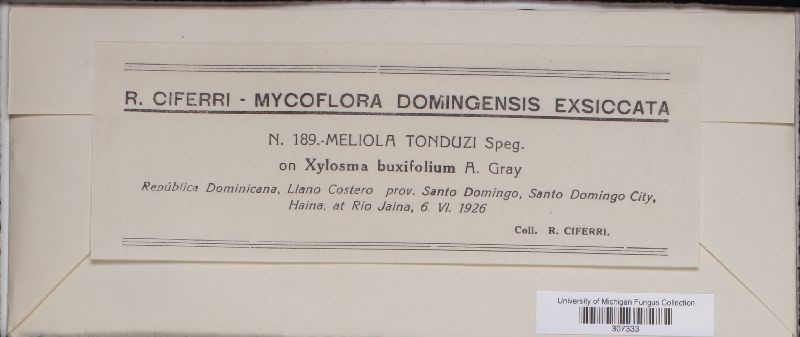 R. CIFERRI - MYCOFLORA DOMINGENSIS EXSICCATA
N. 189.-MELIOLA TONDUZI Speg.
on Xylosma buxifolium A. Gray
República Dominicana, Llano Costero prov. Santo Domingo, Santo Domingo City,
Haina, at Rio Jaina, 6. VI. 1926
Coll. R. CIFERRI.
University of Michigan Fungus Collection
307333